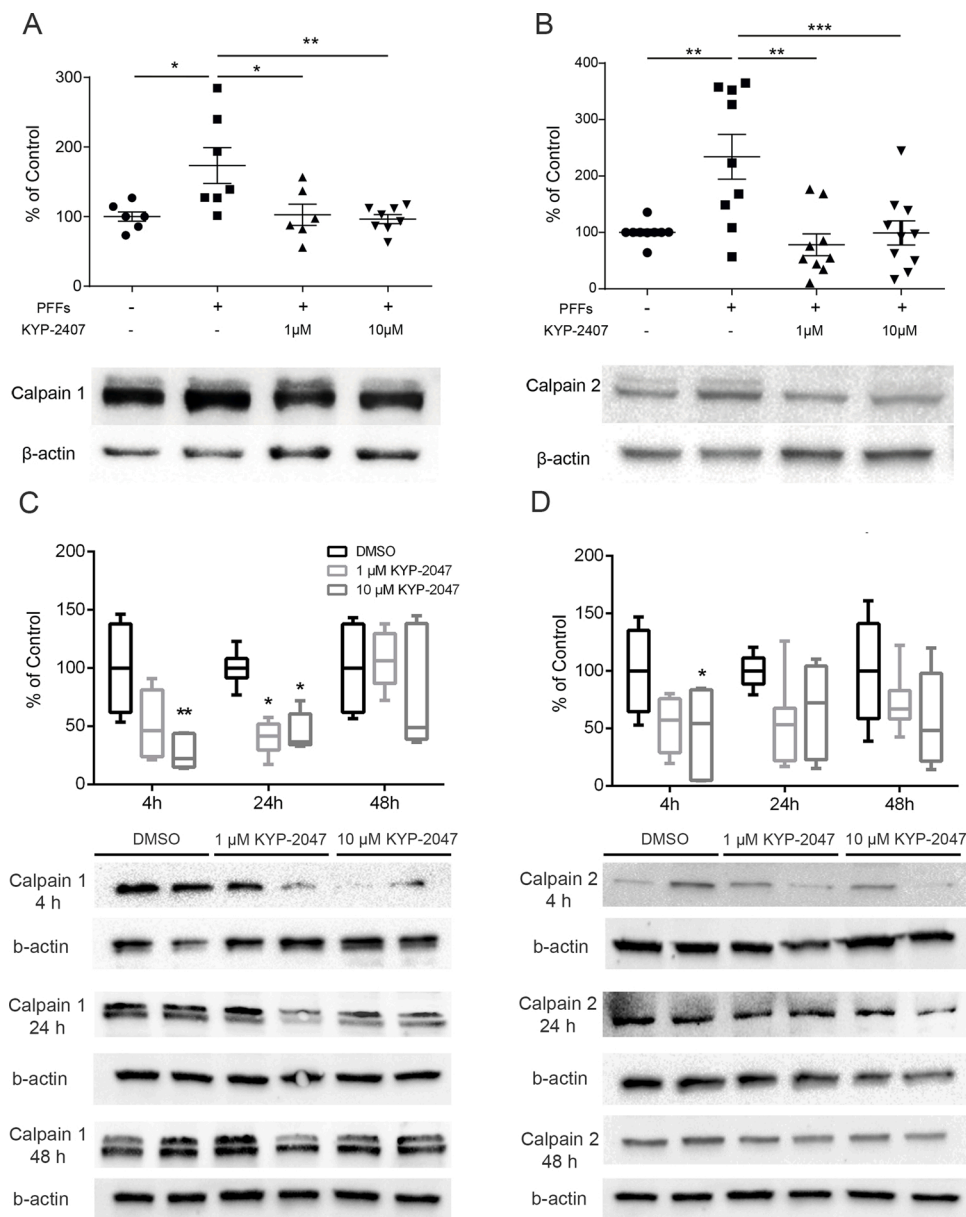 A
**
*
*
300
200
100
0
% of Control
PFFs - + + +
KYP-2407 - - 1µM 10µM
Calpain 1
β-actin
B
***
**
**
400
300
200
100
0
% of Control
PFFs - + + +
KYP-2407 - - 1µM 10µM
Calpain 2
β-actin
C
200
150
100
50
0
% of Control
DMSO
1 µM KYP-2047
10 µM KYP-2047
**
*
*
4h 24h 48h
DMSO 1 µM KYP-2047 10 µM KYP-2047
Calpain 1
4 h
b-actin
Calpain 1
24 h
b-actin
Calpain 1
48 h
b-actin
D
200
150
100
50
0
% of Control
*
4h 24h 48h
DMSO 1 µM KYP-2047 10 µM KYP-2047
Calpain 2
4 h
b-actin
Calpain 2
24 h
b-actin
Calpain 2
48 h
b-actin